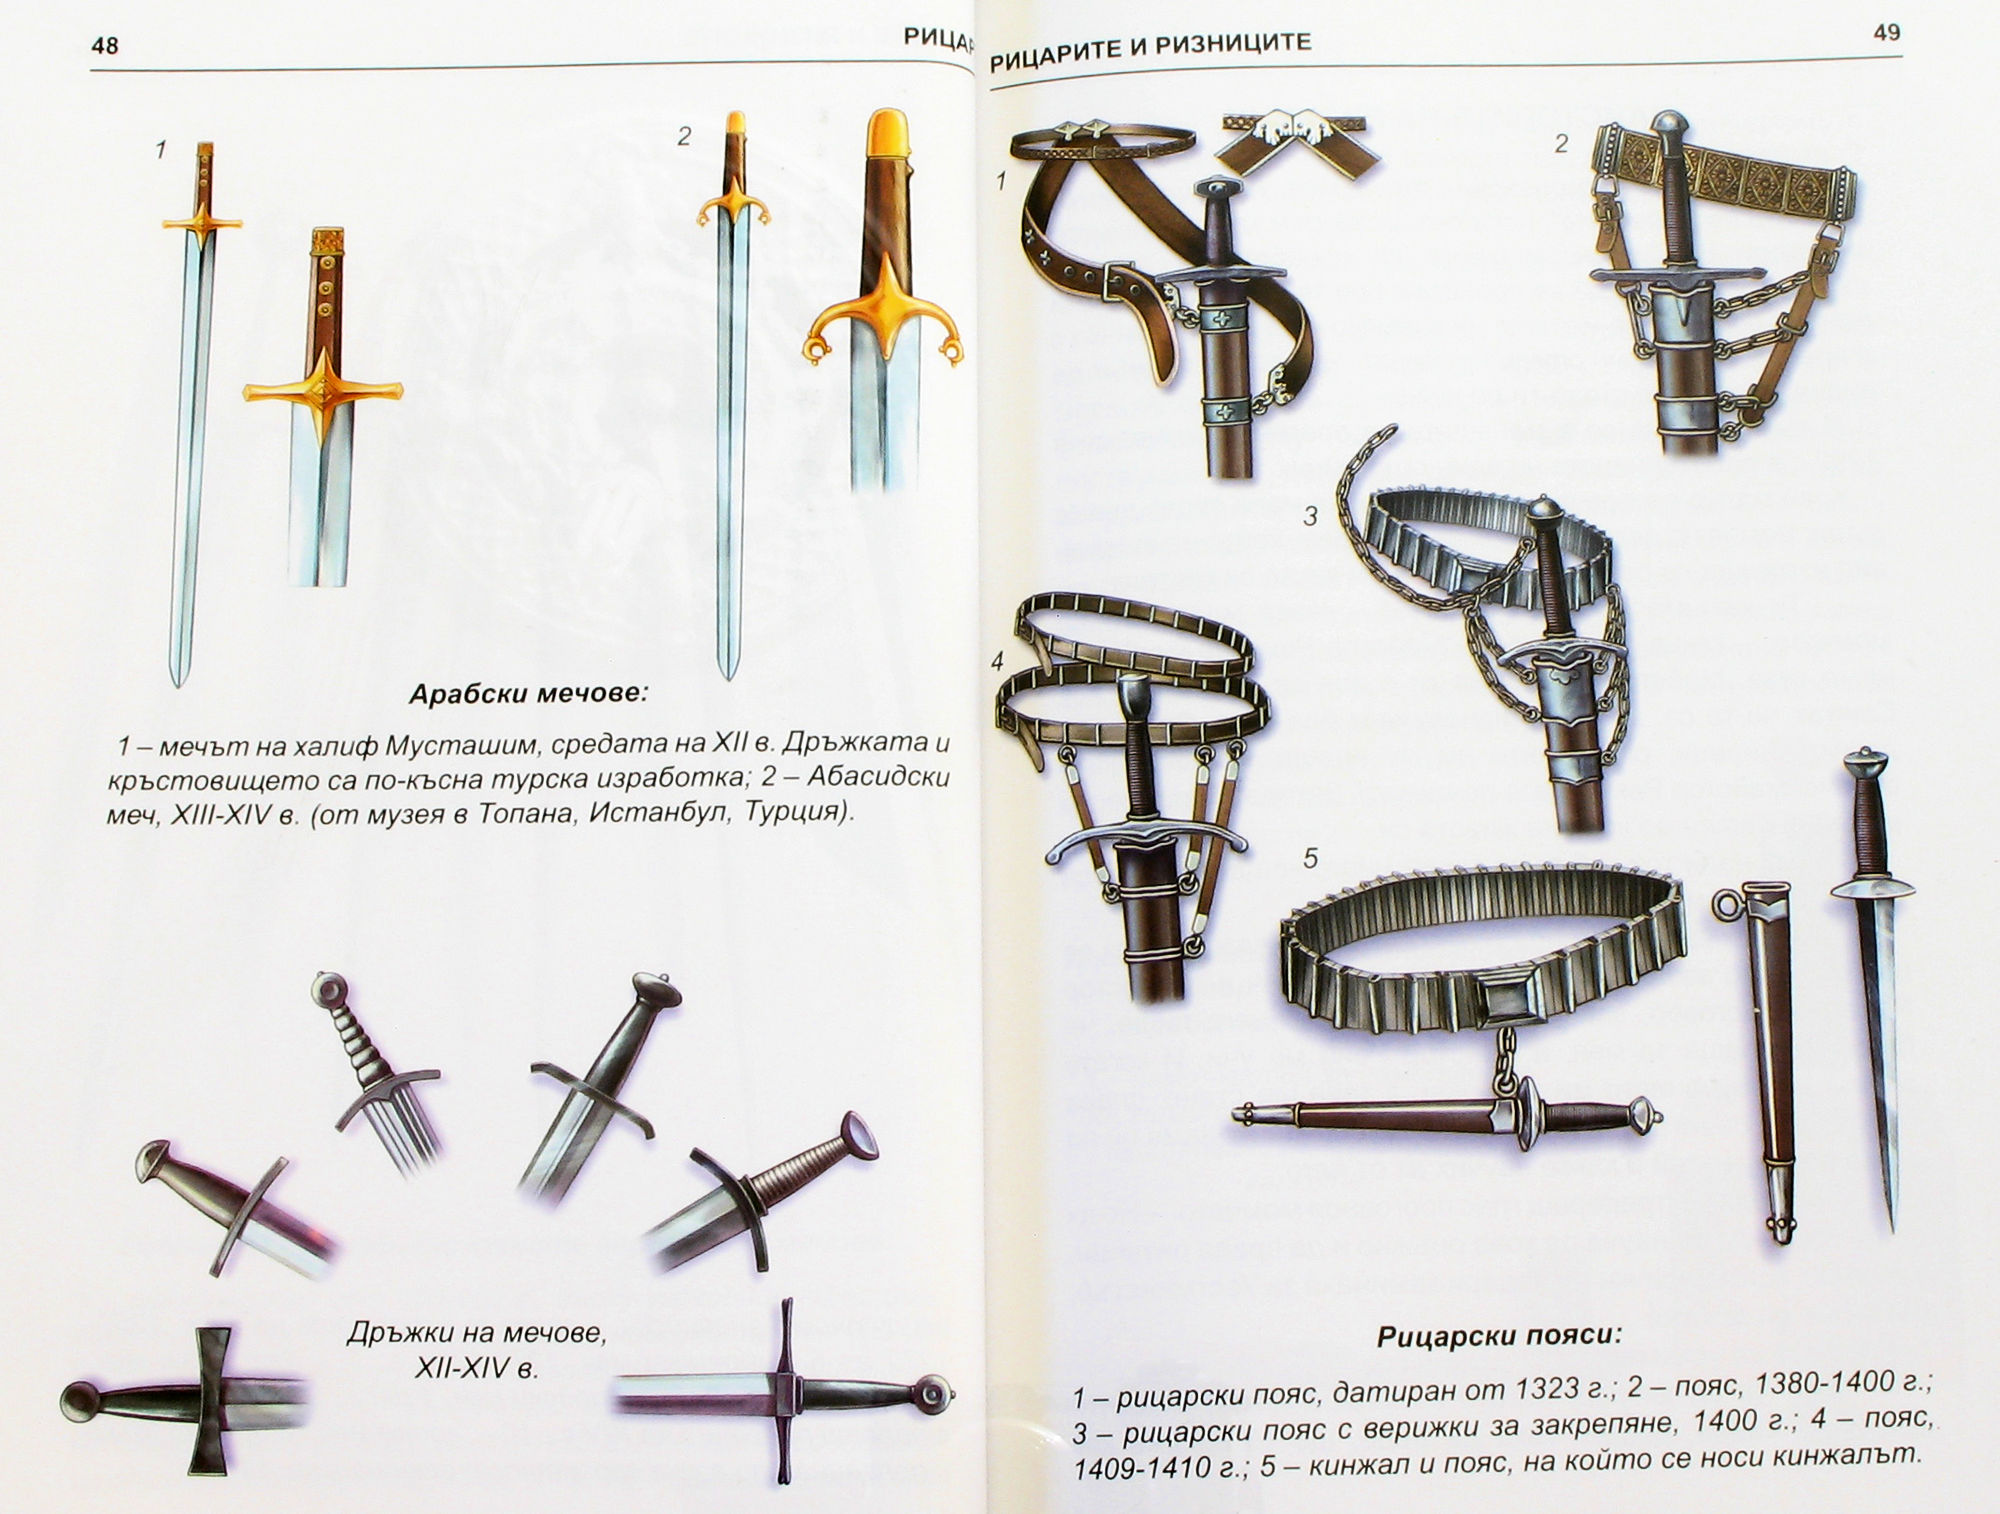 48
РИЦАР
1
2
Арабски мечове:
1 – мечът на халиф Мусташим, средата на XII в. Дръжката и
кръстовището са по-късна турска изработка; 2 – Абасидски
меч, XIII-XIV в. (от музея в Топана, Истанбул, Турция).
Дръжки на мечове,
XII-XIV в.
РИЦАРИТЕ И РИЗНИЦИТЕ
49
1
2
3
4
5
Рицарски пояси:
1 – рицарски пояс, датиран от 1323 г.; 2 – пояс, 1380-1400 г.;
3 – рицарски пояс с верижки за закрепяне, 1400 г.; 4 – пояс,
1409-1410 г.; 5 – кинжал и пояс, на който се носи кинжалът.